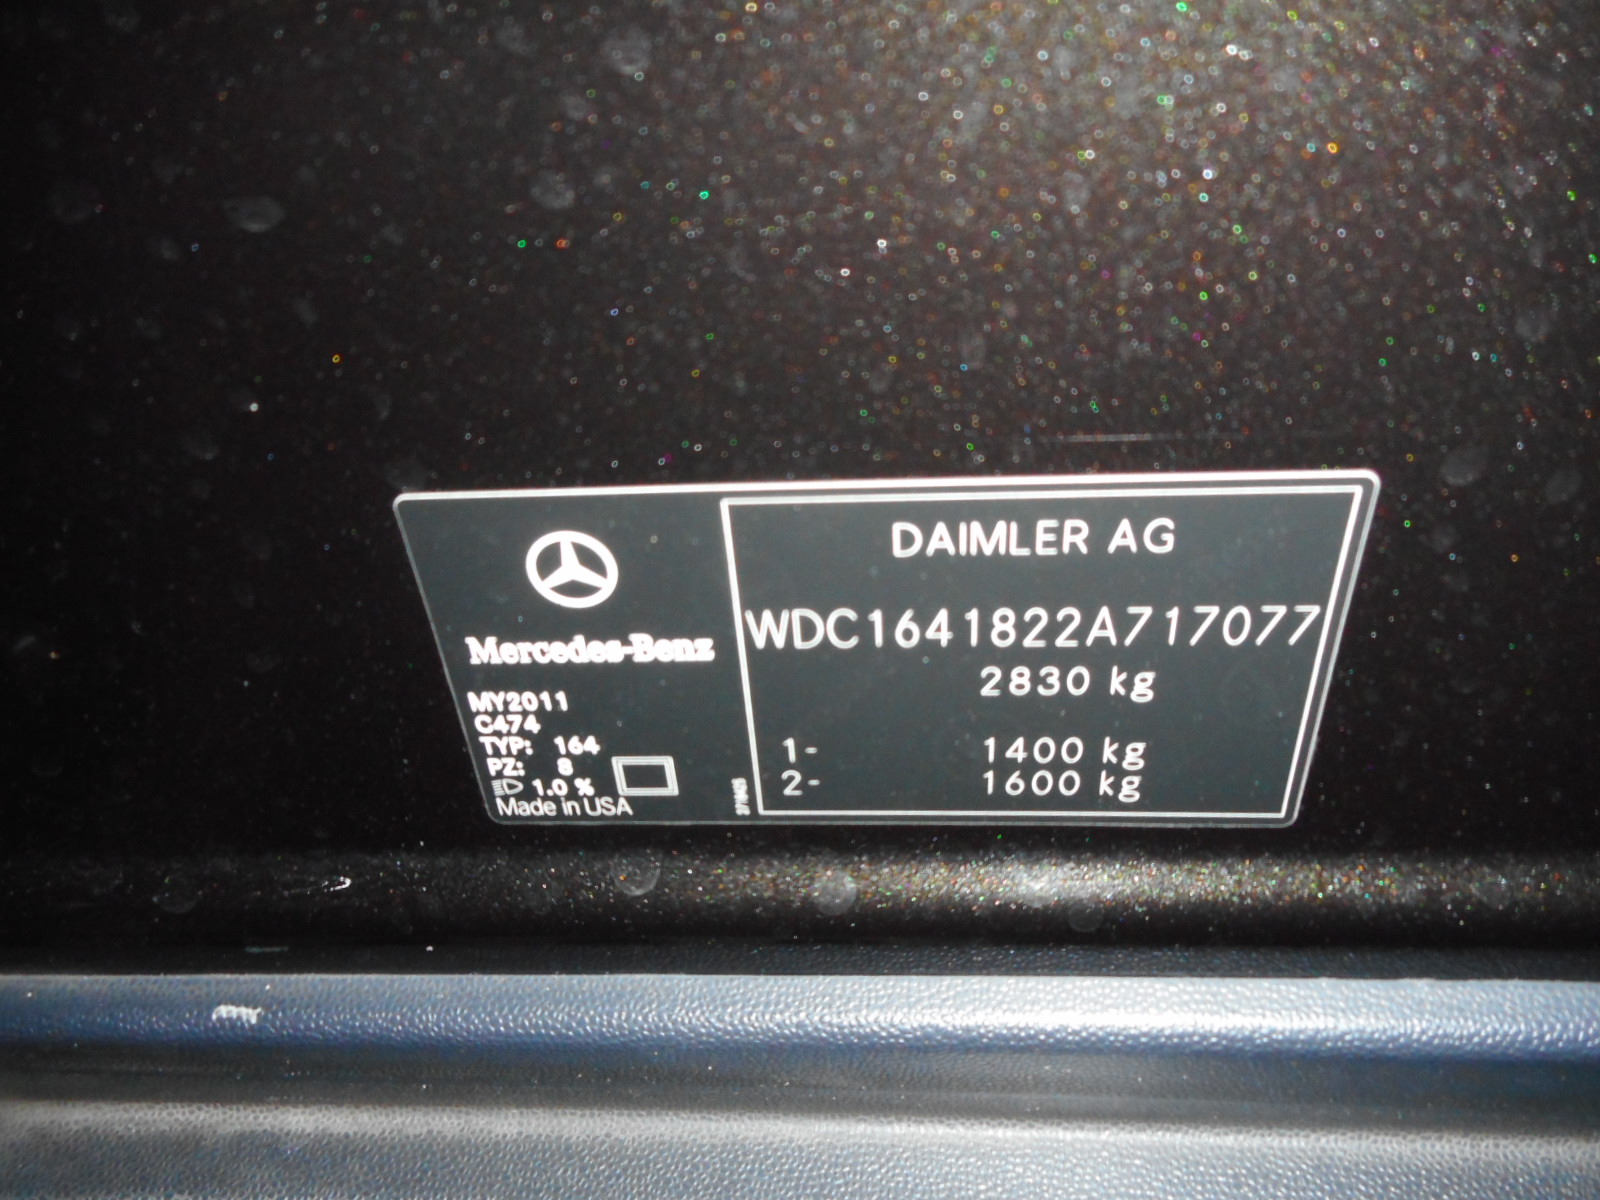 Mercedes-Benz
MY2011
C474
TYP: 164
PZ: 8
1.0 %
Made in USA
DAIMLER AG
WDC1641822A717077
2830 kg
1- 1400 kg
2- 1600 kg